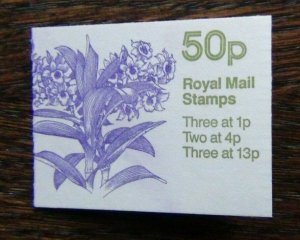 50p
Royal Mail
Stamps
Three at 1p
Two at 4p
Three at 13p